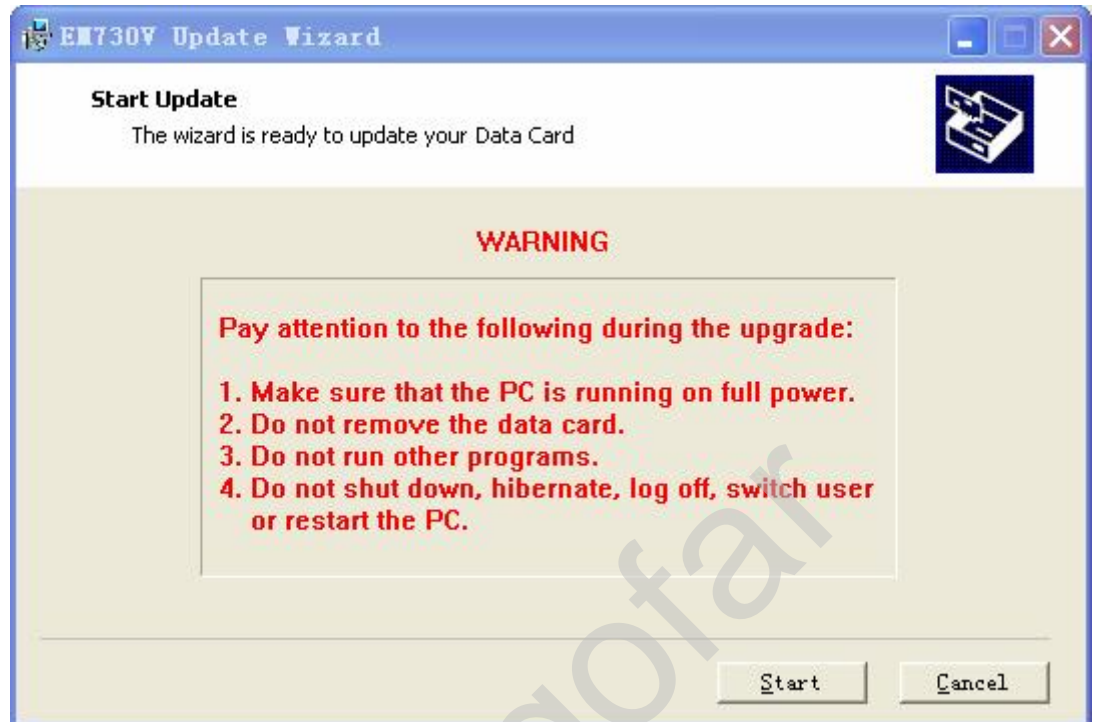 EM730V Update Wizard
Start Update
The wizard is ready to update your Data Card
WARNING
Pay attention to the following during the upgrade:
1. Make sure that the PC is running on full power.
2. Do not remove the data card.
3. Do not run other programs.
4. Do not shut down, hibernate, log off, switch user
or restart the PC.
gofar
Start
Cancel